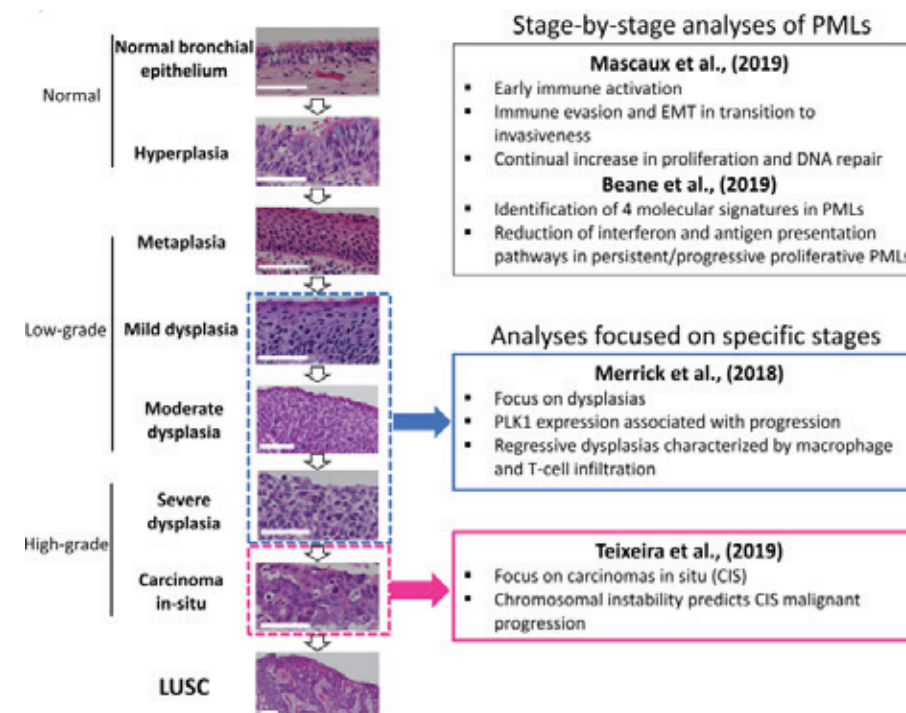 Normal bronchial
epithelium
Normal
Hyperplasia
Metaplasia
Low-grade
Mild dysplasia
Moderate
dysplasia
Severe
dysplasia
High-grade
Carcinoma
in-situ
LUSC
Stage-by-stage analyses of PMLs
Mascaux et al., (2019)
▪ Early immune activation
▪ Immune evasion and EMT in transition to
invasiveness
▪ Continual increase in proliferation and DNA repair
Beane et al., (2019)
▪ Identification of 4 molecular signatures in PMLs
▪ Reduction of interferon and antigen presentation
pathways in persistent/progressive proliferative PMLs
Analyses focused on specific stages
Merrick et al., (2018)
▪ Focus on dysplasias
▪ PLK1 expression associated with progression
▪ Regressive dysplasias characterized by macrophage
and T-cell infiltration
Teixeira et al., (2019)
▪ Focus on carcinomas in situ (CIS)
▪ Chromosomal instability predicts CIS malignant
progression